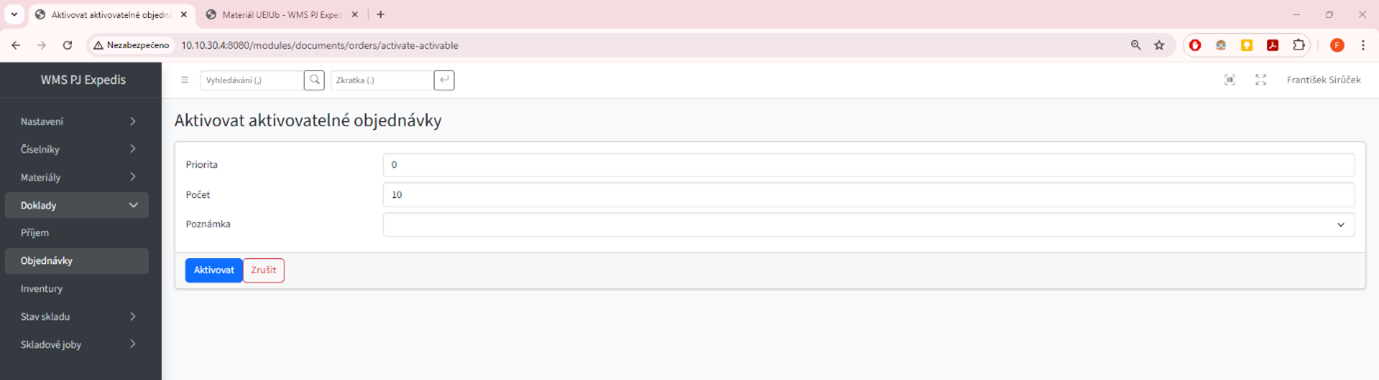 Aktivovat aktivovatelné objedná
Materiál UEIUb - WMS PJ Exped
Nezabezpečeno 10.10.30.4:8080/modules/documents/orders/activate-activable
F
WMS PJ Expedis
Vyhledávání (,)
Zkratka (.)
František Sirůček
Nastavení
Číselníky
Materiály
Doklady
Příjem
Objednávky
Inventury
Stav skladu
Skladové joby
Aktivovat aktivovatelné objednávky
Priorita 0
Počet 10
Poznámka
Aktivovat Zrušit